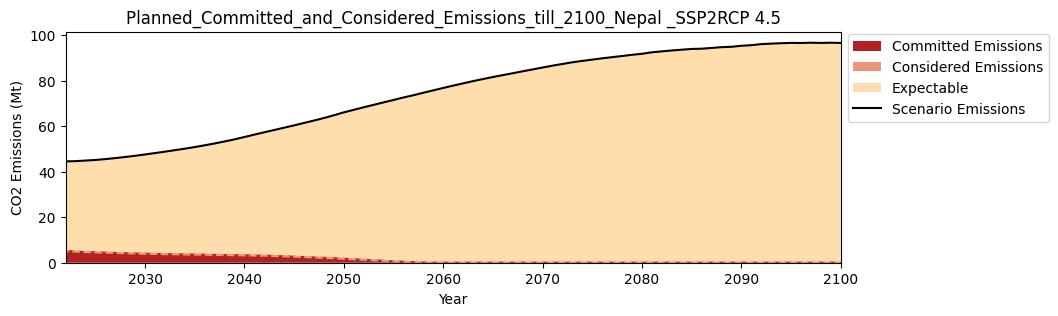 Planned_Committed_and_Considered_Emissions_till_2100_Nepal _SSP2RCP 4.5
100
80
60
40
20
0
CO2 Emissions (Mt)
2030 2040 2050 2060 2070 2080 2090 2100
Year
Committed Emissions
Considered Emissions
Expectable
Scenario Emissions